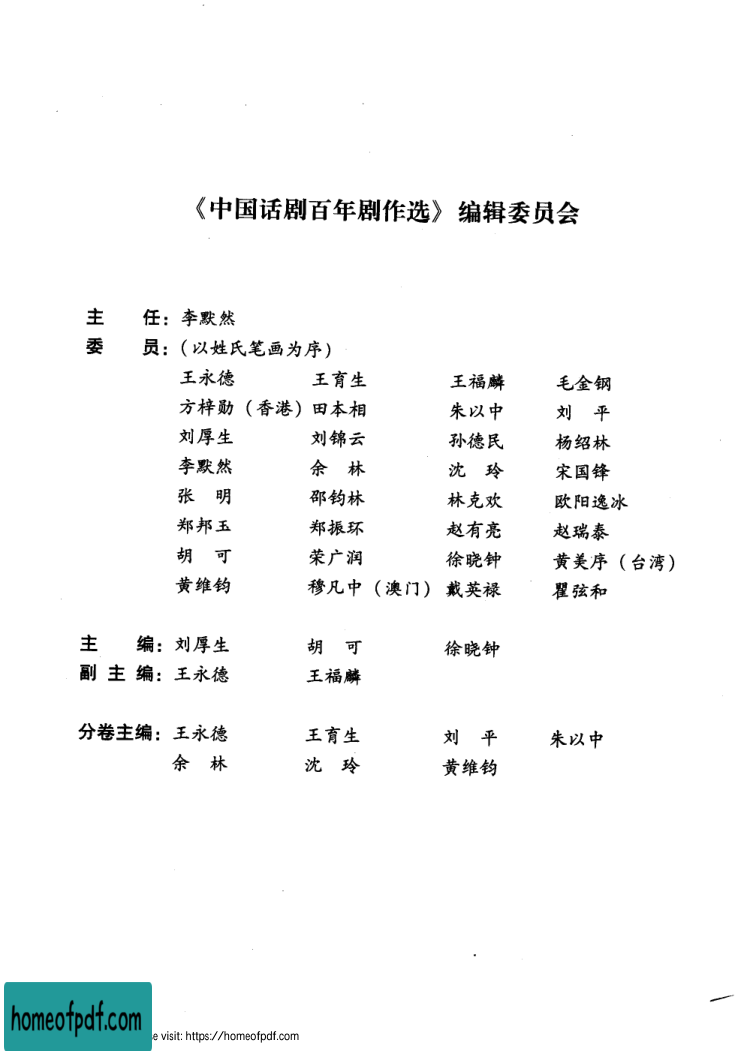 《中国话剧百年剧作选》编辑委员会
主　　任：李默然
委　　员：（以姓氏笔画为序）
王永德　王育生　王福麟　毛金钢
方梓勋（香港）田本相　朱以中　刘　平
刘厚生　刘锦云　孙德民　杨绍林
李默然　余　林　沈　玲　宋国锋
张　明　邵钧林　林克欢　欧阳逸冰
郑邦玉　郑振环　赵有亮　赵瑞泰
胡　可　荣广润　徐晓钟　黄美序（台湾）
黄维钧　穆凡中（澳门）戴英禄　瞿弦和
主　　编：刘厚生　胡　可　徐晓钟
副 主 编：王永德　王福麟
分卷主编：王永德　王育生　刘　平　朱以中
余　林　沈　玲　黄维钧
homeofpdf.com
e visit: https://homeofpdf.com